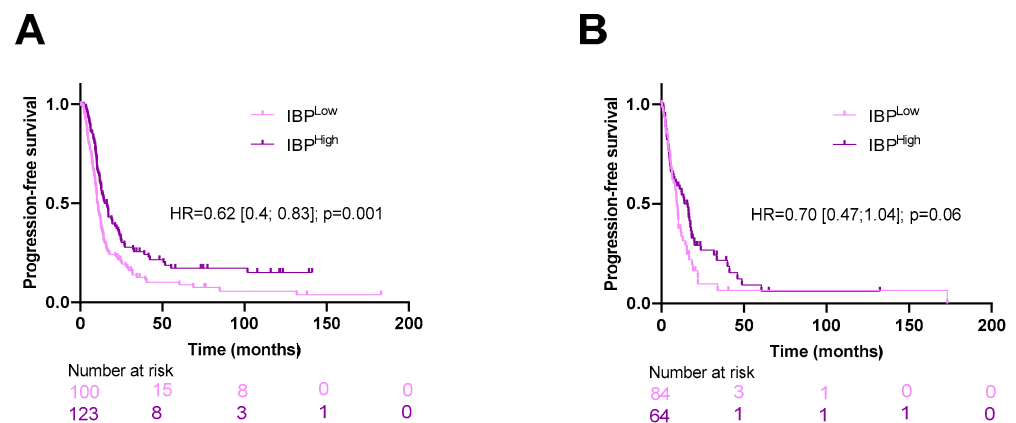 A
Progression-free survival
1.0
0.5
0.0
IBPLow
IBPHigh
HR=0.62 [0.4; 0.83]; p=0.001
0 50 100 150 200
Time (months)
Number at risk
100 15 8 0 0
123 8 3 1 0
B
Progression-free survival
1.0
0.5
0.0
IBPLow
IBPHigh
HR=0.70 [0.47;1.04]; p=0.06
0 50 100 150 200
Time (months)
Number at risk
84 3 1 0 0
64 1 1 1 0